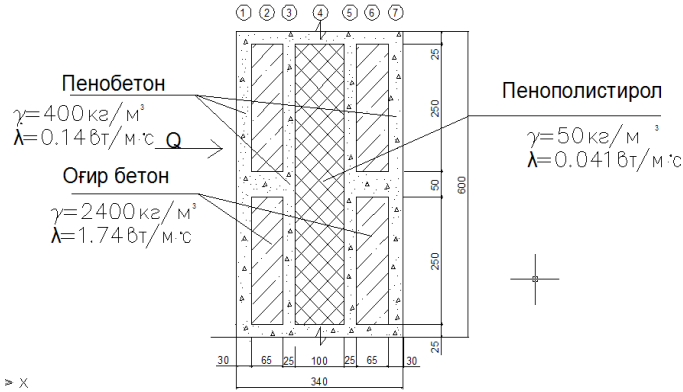 1 2 3 4 5 6 7
Пенобетон
γ=400кг/м³
λ=0.14вт/м·с
Q
Оғир бетон
γ=2400кг/м³
λ=1.74вт/м·с
Пенополистирол
γ=50кг/м ³
λ=0.041вт/м·с
25
250
50
250
25
600
30 65 25 100 25 65 30
340
> X